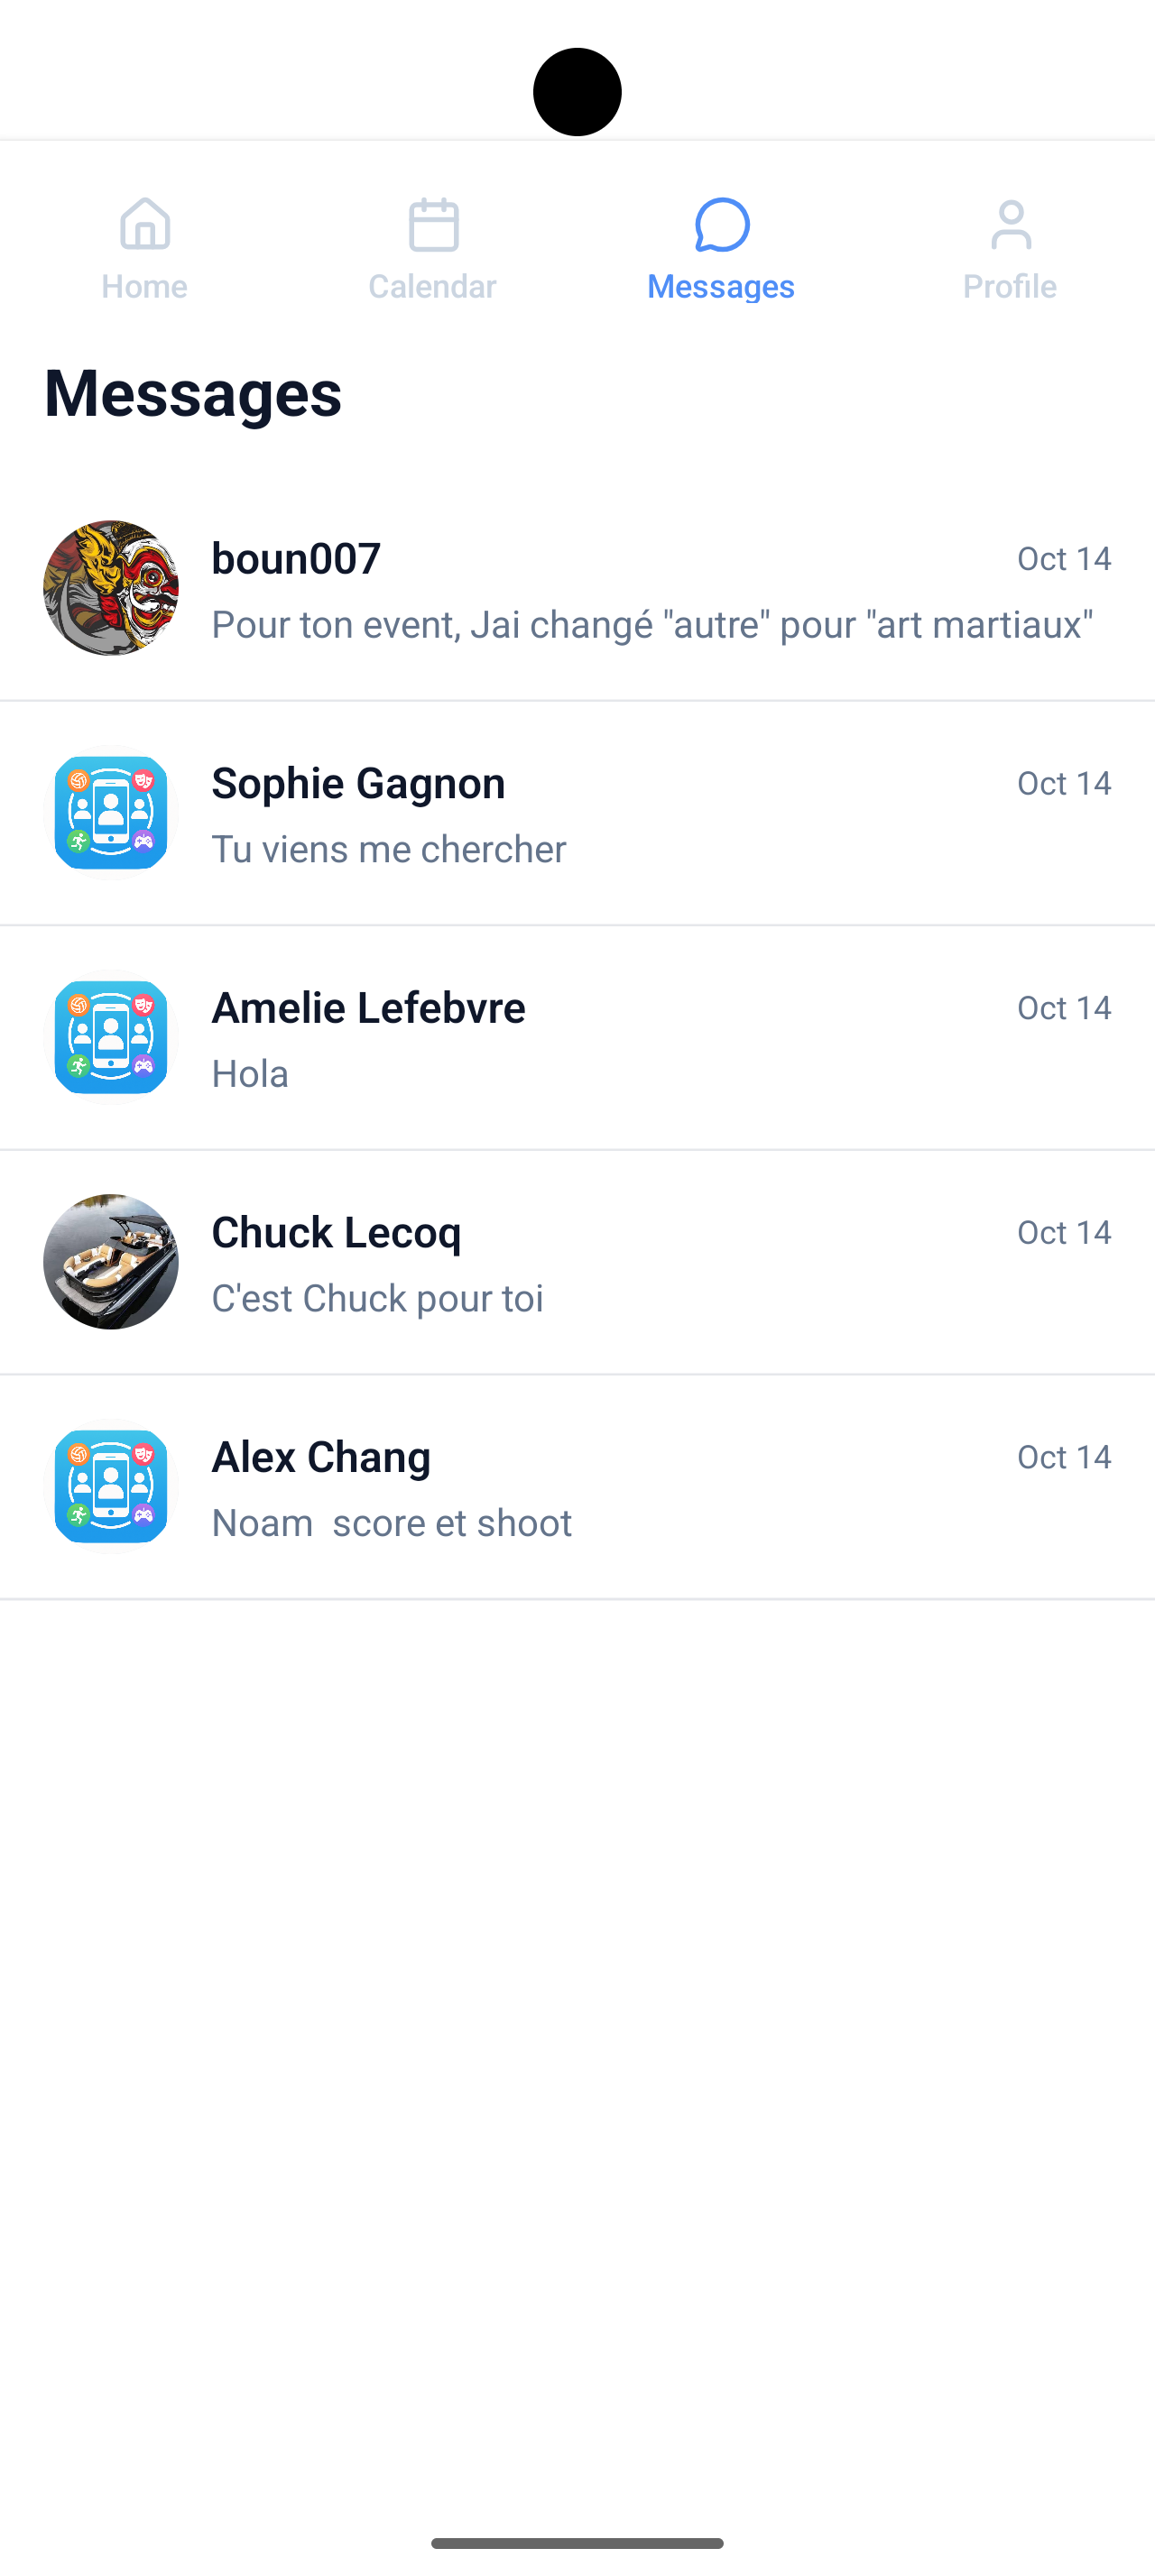 Home Calendar Messages Profile
Messages
boun007 Oct 14
Pour ton event, Jai changé "autre" pour "art martiaux"
Sophie Gagnon Oct 14
Tu viens me chercher
Amelie Lefebvre Oct 14
Hola
Chuck Lecoq Oct 14
C'est Chuck pour toi
Alex Chang Oct 14
Noam  score et shoot